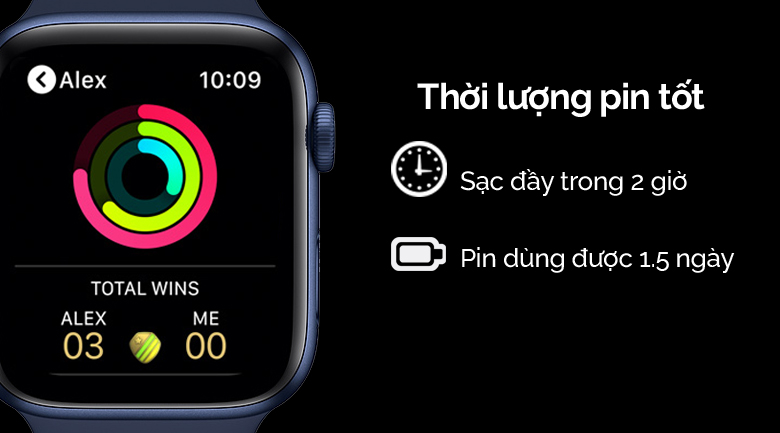 Alex 10:09
TOTAL WINS
ALEX ME
03 00
Thời lượng pin tốt
Sạc đầy trong 2 giờ
Pin dùng được 1.5 ngày